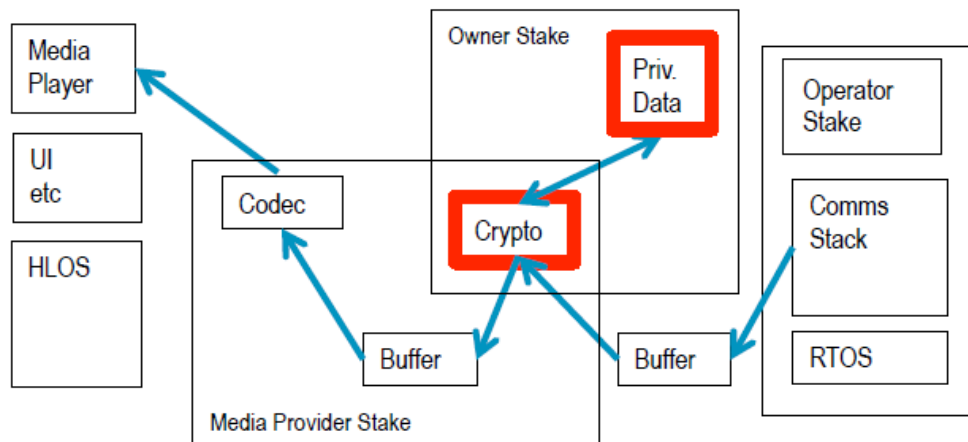 Media
Player
UI
etc
HLOS
Owner Stake
Priv.
Data
Codec
Crypto
Buffer
Media Provider Stake
Buffer
Operator
Stake
Comms
Stack
RTOS